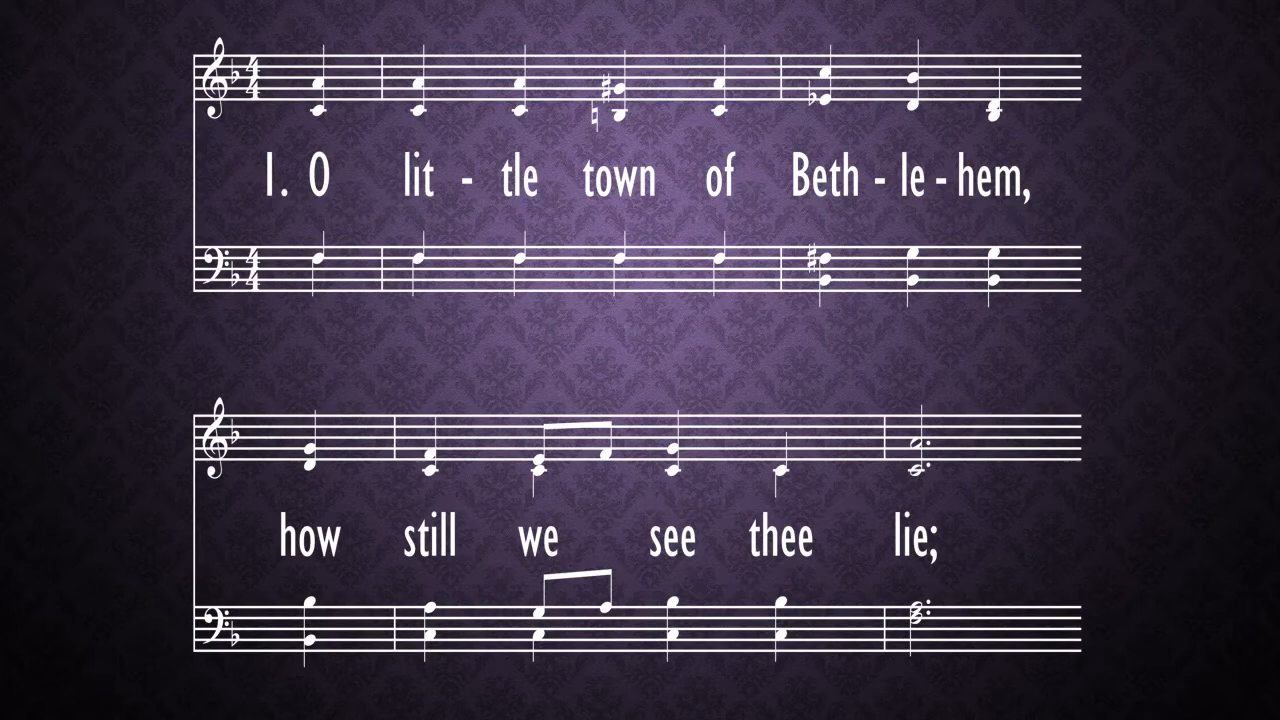 1. O lit - tle town of Beth - le - hem,
how still we see thee lie;